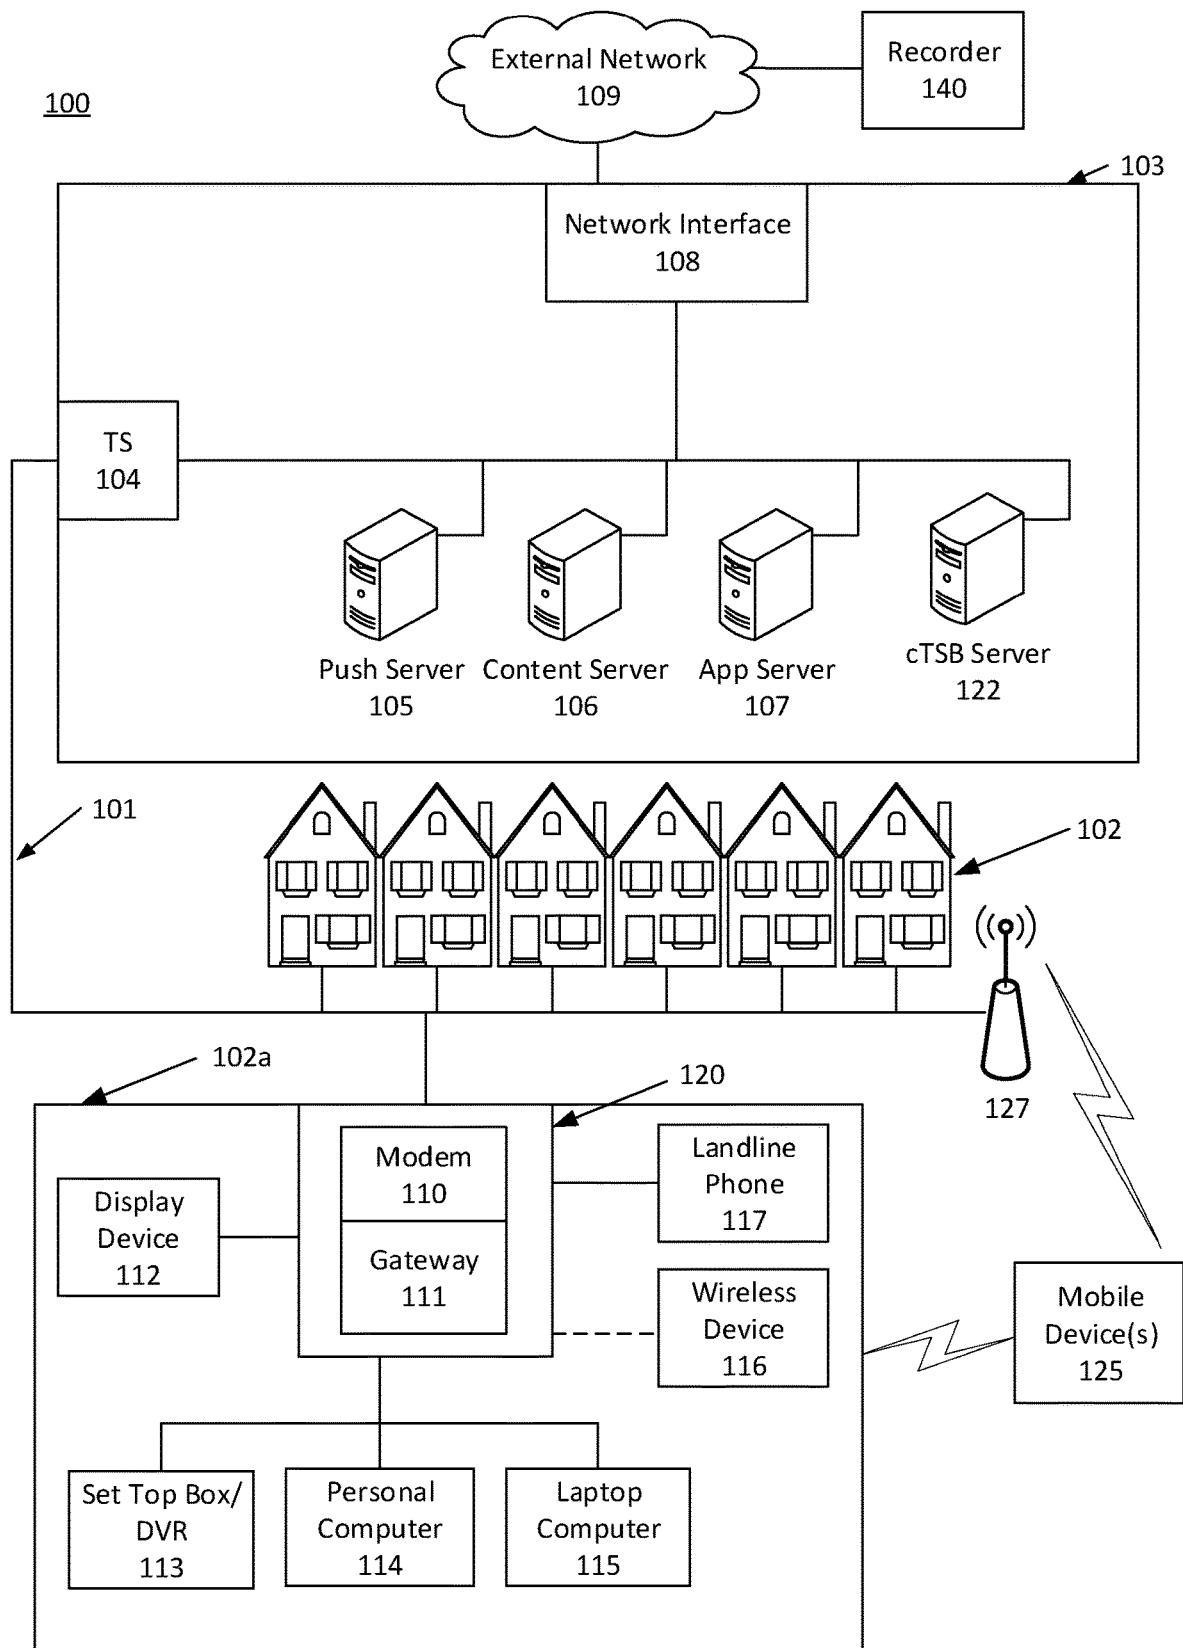 External Network
109
Recorder
140
100
103
Network Interface
108
TS
104
Push Server
105
Content Server
106
App Server
107
cTSB Server
122
101
102
102a
120
127
Modem
110
Gateway
111
Landline
Phone
117
Display
Device
112
Wireless
Device
116
Mobile
Device(s)
125
Set Top Box/
DVR
113
Personal
Computer
114
Laptop
Computer
115